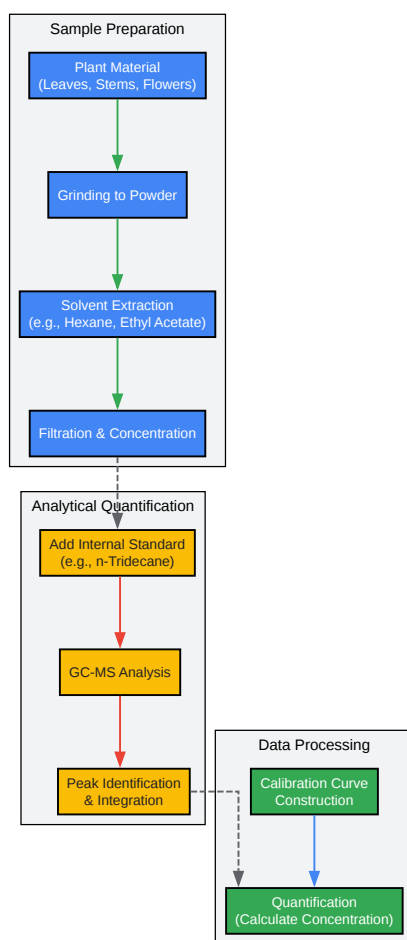 Sample Preparation
Plant Material
(Leaves, Stems, Flowers)
Grinding to Powder
Solvent Extraction
(e.g., Hexane, Ethyl Acetate)
Filtration & Concentration
Analytical Quantification
Add Internal Standard
(e.g., n-Tridecane)
GC-MS Analysis
Peak Identification
& Integration
Data Processing
Calibration Curve
Construction
Quantification
(Calculate Concentration)